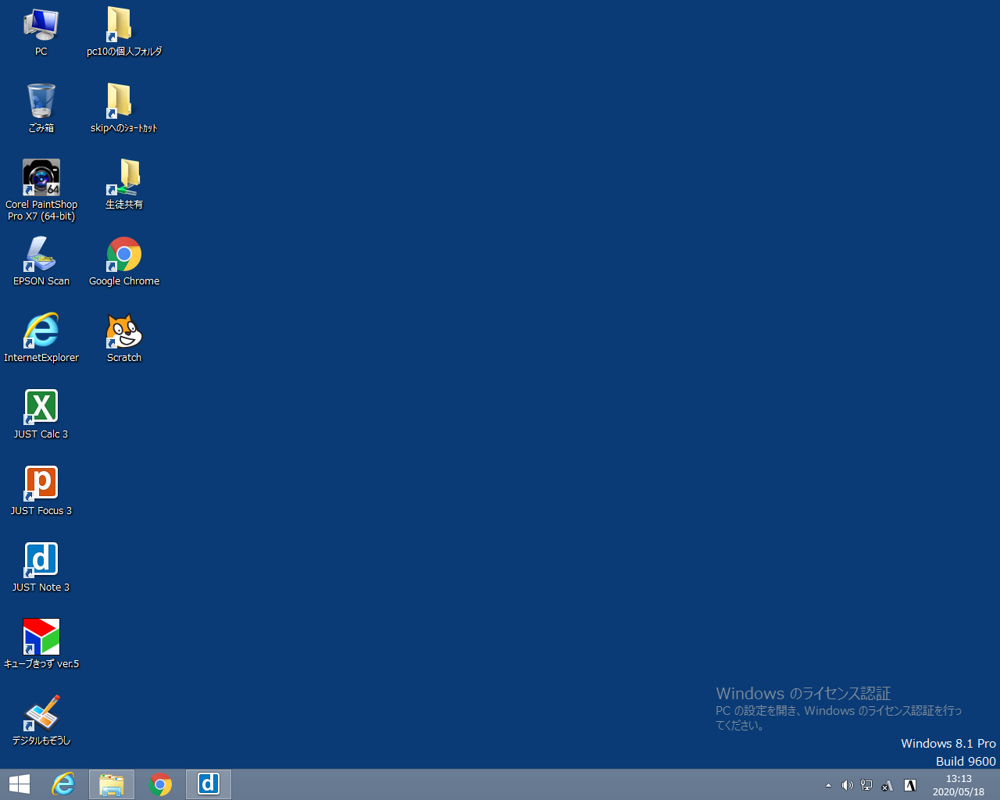 PC
pc10の個人フォルダ
ごみ箱
skipへのｼｮｰﾄｶｯﾄ
64
Corel PaintShop
Pro X7 (64-bit)
生徒共有
EPSON Scan
Google Chrome
InternetExplorer
Scratch
X
JUST Calc 3
p
JUST Focus 3
d
JUST Note 3
キューブきっず ver.5
デジタルもぞうし
Windows のライセンス認証
PC の設定を開き、Windows のライセンス認証を行っ
てください。
Windows 8.1 Pro
Build 9600
d
A
A
13:13
2020/05/18